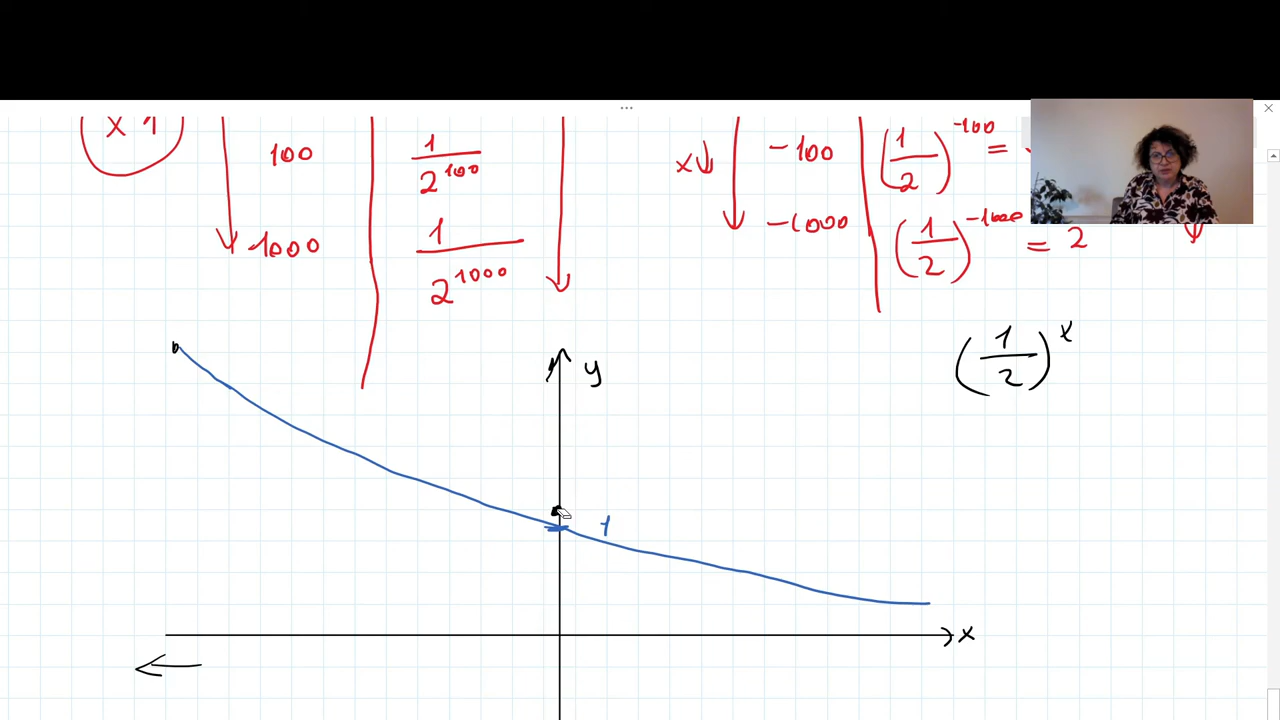 x 1
100
1/2^100
1000
1/2^1000
x↓
-100
(1/2)^-100 =
-1000
(1/2)^-1000 = 2
(1/2)^x
y
1
x